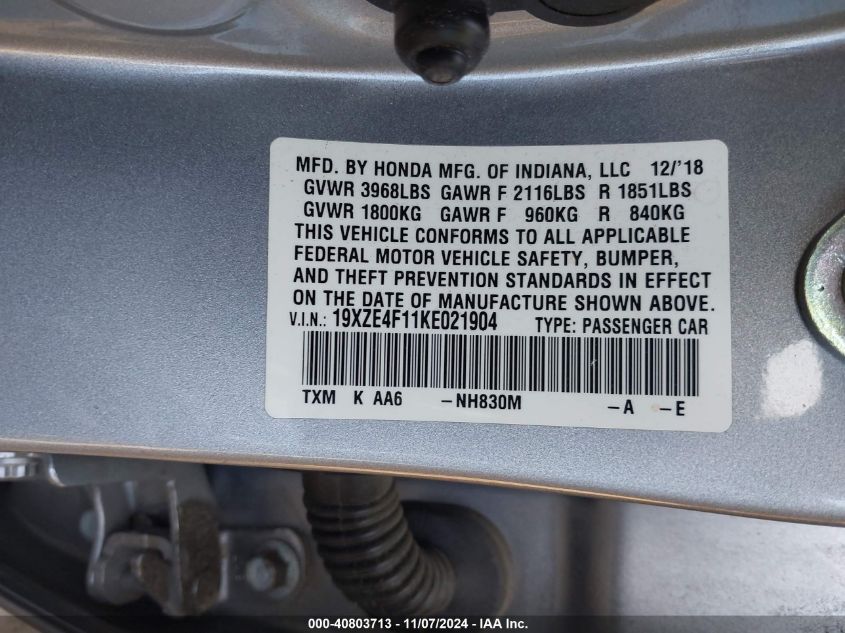 MFD. BY HONDA MFG. OF INDIANA, LLC 12/'18
GVWR 3968LBS GAWR F 2116LBS R 1851LBS
GVWR 1800KG GAWR F 960KG R 840KG
THIS VEHICLE CONFORMS TO ALL APPLICABLE
FEDERAL MOTOR VEHICLE SAFETY, BUMPER,
AND THEFT PREVENTION STANDARDS IN EFFECT
ON THE DATE OF MANUFACTURE SHOWN ABOVE.
V.I.N.: 19XZE4F11KE021904 TYPE: PASSENGER CAR
TXM K AA6 -NH830M -A -E
000-40803713 - 11/07/2024 - IAA Inc.